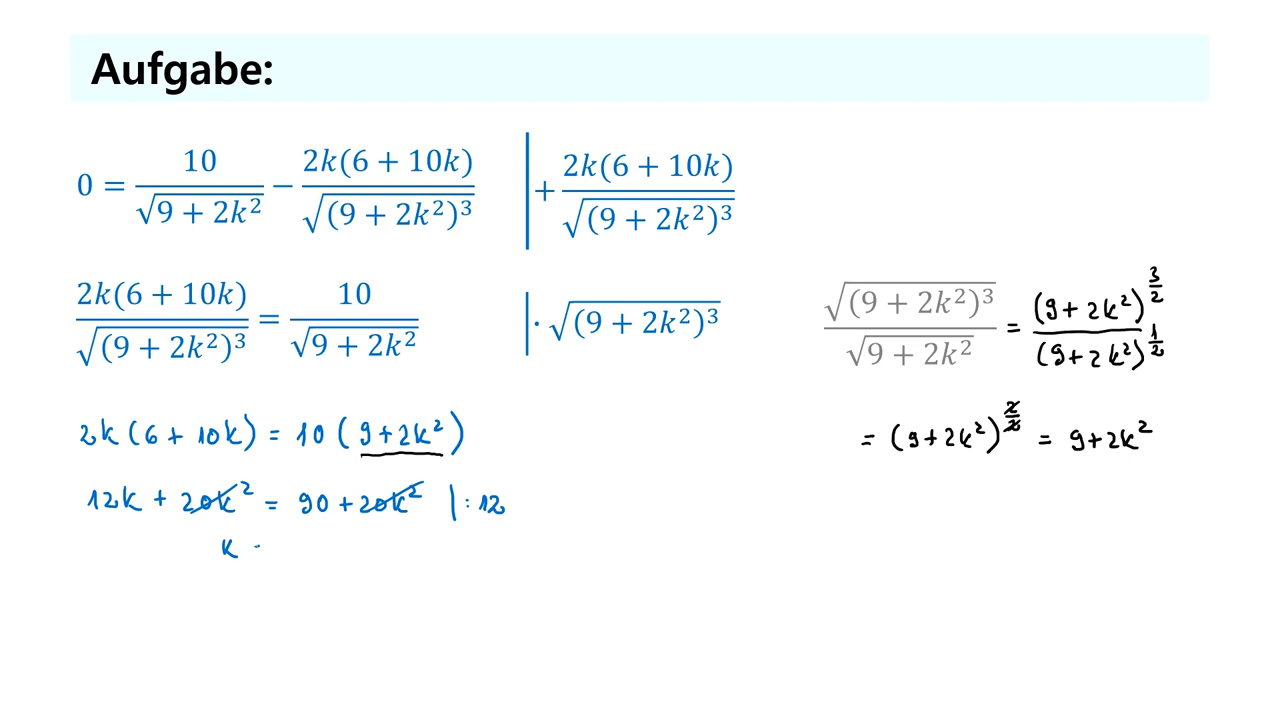 Aufgabe:
0 = 10/√(9 + 2k²) − 2k(6 + 10k)/√((9 + 2k²)³) | + 2k(6 + 10k)/√((9 + 2k²)³)
2k(6 + 10k)/√((9 + 2k²)³) = 10/√(9 + 2k²) | · √((9 + 2k²)³)
√((9 + 2k²)³)/√(9 + 2k²) = (9 + 2k²)^(3/2)/(9 + 2k²)^(1/2)
2k(6 + 10k) = 10(9 + 2k²)
= (9 + 2k²)^(2/2) = 9 + 2k²
12k + 20k² = 90 + 20k² | : 12
k -